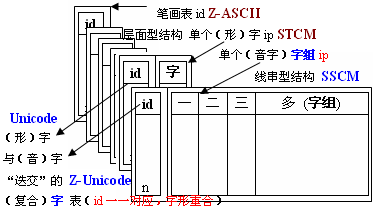 笔画表 id Z-ASCII
id 层面型结构 单个(形)字 ip STCM
单个(音字)字组 ip
id 字 线串型结构 SSCM
id 一 二 三 多 (字组)
Unicode
(形)字
与(音)字
“迭交”的 Z-Unicode
(复合)字 表(id 一一对应,字形重合)
n